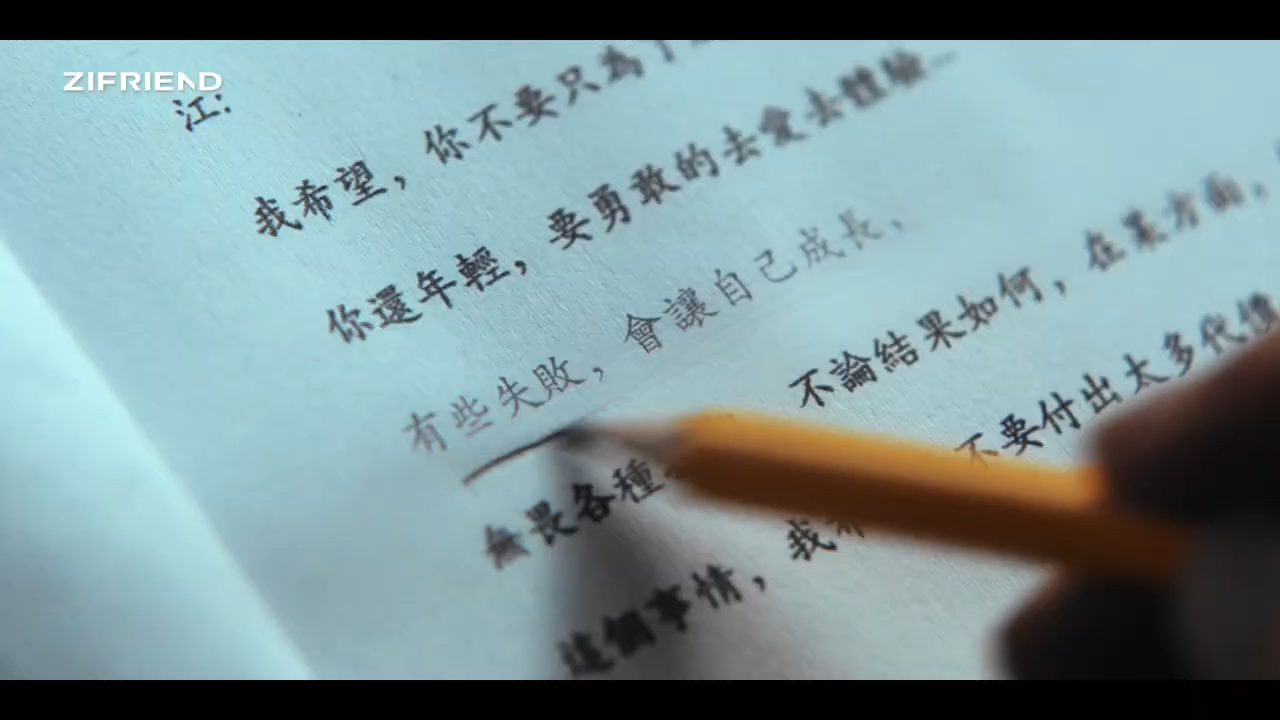 ZIFRIEND
江:
我希望，你不要只為了
你還年輕，要勇敢的去愛去體驗...
有些失敗，會讓自己成長，
不論結果如何，在某方面，
無畏各種 不要付出太多代價
這個事情，我希